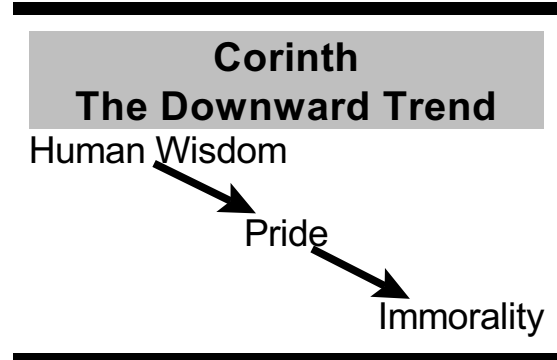 Corinth
The Downward Trend
Human Wisdom
Pride
Immorality